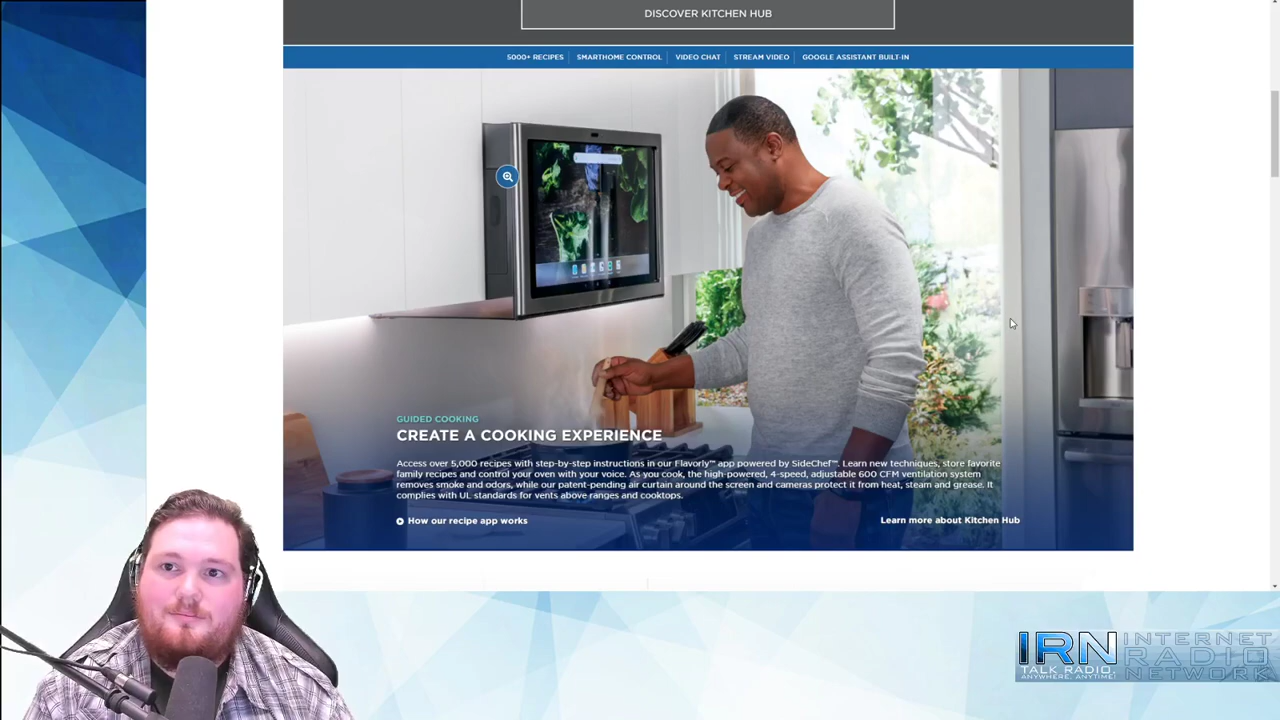 DISCOVER KITCHEN HUB
5000+ RECIPES
SMARTHOME CONTROL
VIDEO CHAT
STREAM VIDEO
GOOGLE ASSISTANT BUILT-IN
GUIDED COOKING
CREATE A COOKING EXPERIENCE
Access over 5,000 recipes with step-by-step instructions in our Flavorly™ app powered by SideChef™. Learn new techniques, store favorite
family recipes and control your oven with your voice. As you cook, the high-powered, 4-speed, adjustable 600 CFM ventilation system
removes smoke and odors, while our patent-pending air curtain around the screen and cameras protect it from heat, steam and grease. It
complies with UL standards for vents above ranges and cooktops.
How our recipe app works
Learn more about Kitchen Hub
IRN
TALK RADIO
ANYWHERE, ANYTIME!
INTERNET
RADIO
NETWORK